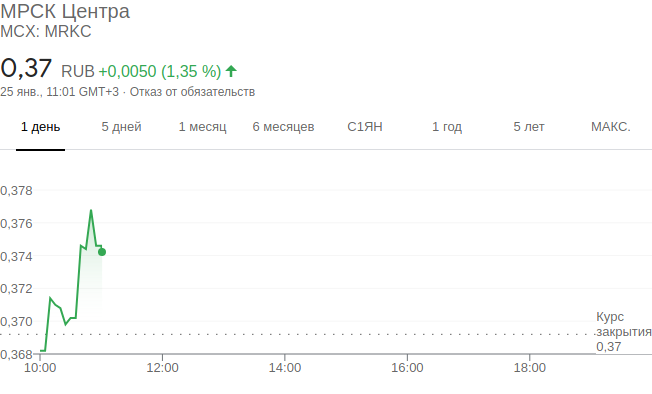 МРСК Центра
MCX: MRKC
0,37 RUB +0,0050 (1,35 %)
25 янв., 11:01 GMT+3 · Отказ от обязательств
1 день 5 дней 1 месяц 6 месяцев С1ЯН 1 год 5 лет МАКС.
0,378
0,376
0,374
0,372
0,370
0,368
Курс
закрытия
0,37
10:00 12:00 14:00 16:00 18:00